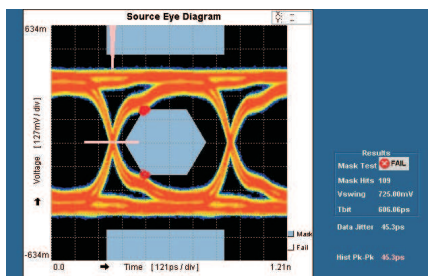 Source Eye Diagram
634m
Voltage [127mV / div]
-634m
0.0
Time [121ps / div]
1.21n
Mask
Fail
Results
Mask Test FAIL
Mask Hits 109
Vswing 725.00mV
Tbit 606.06ps
Data Jitter 45.3ps
Hist Pk-Pk 45.3ps